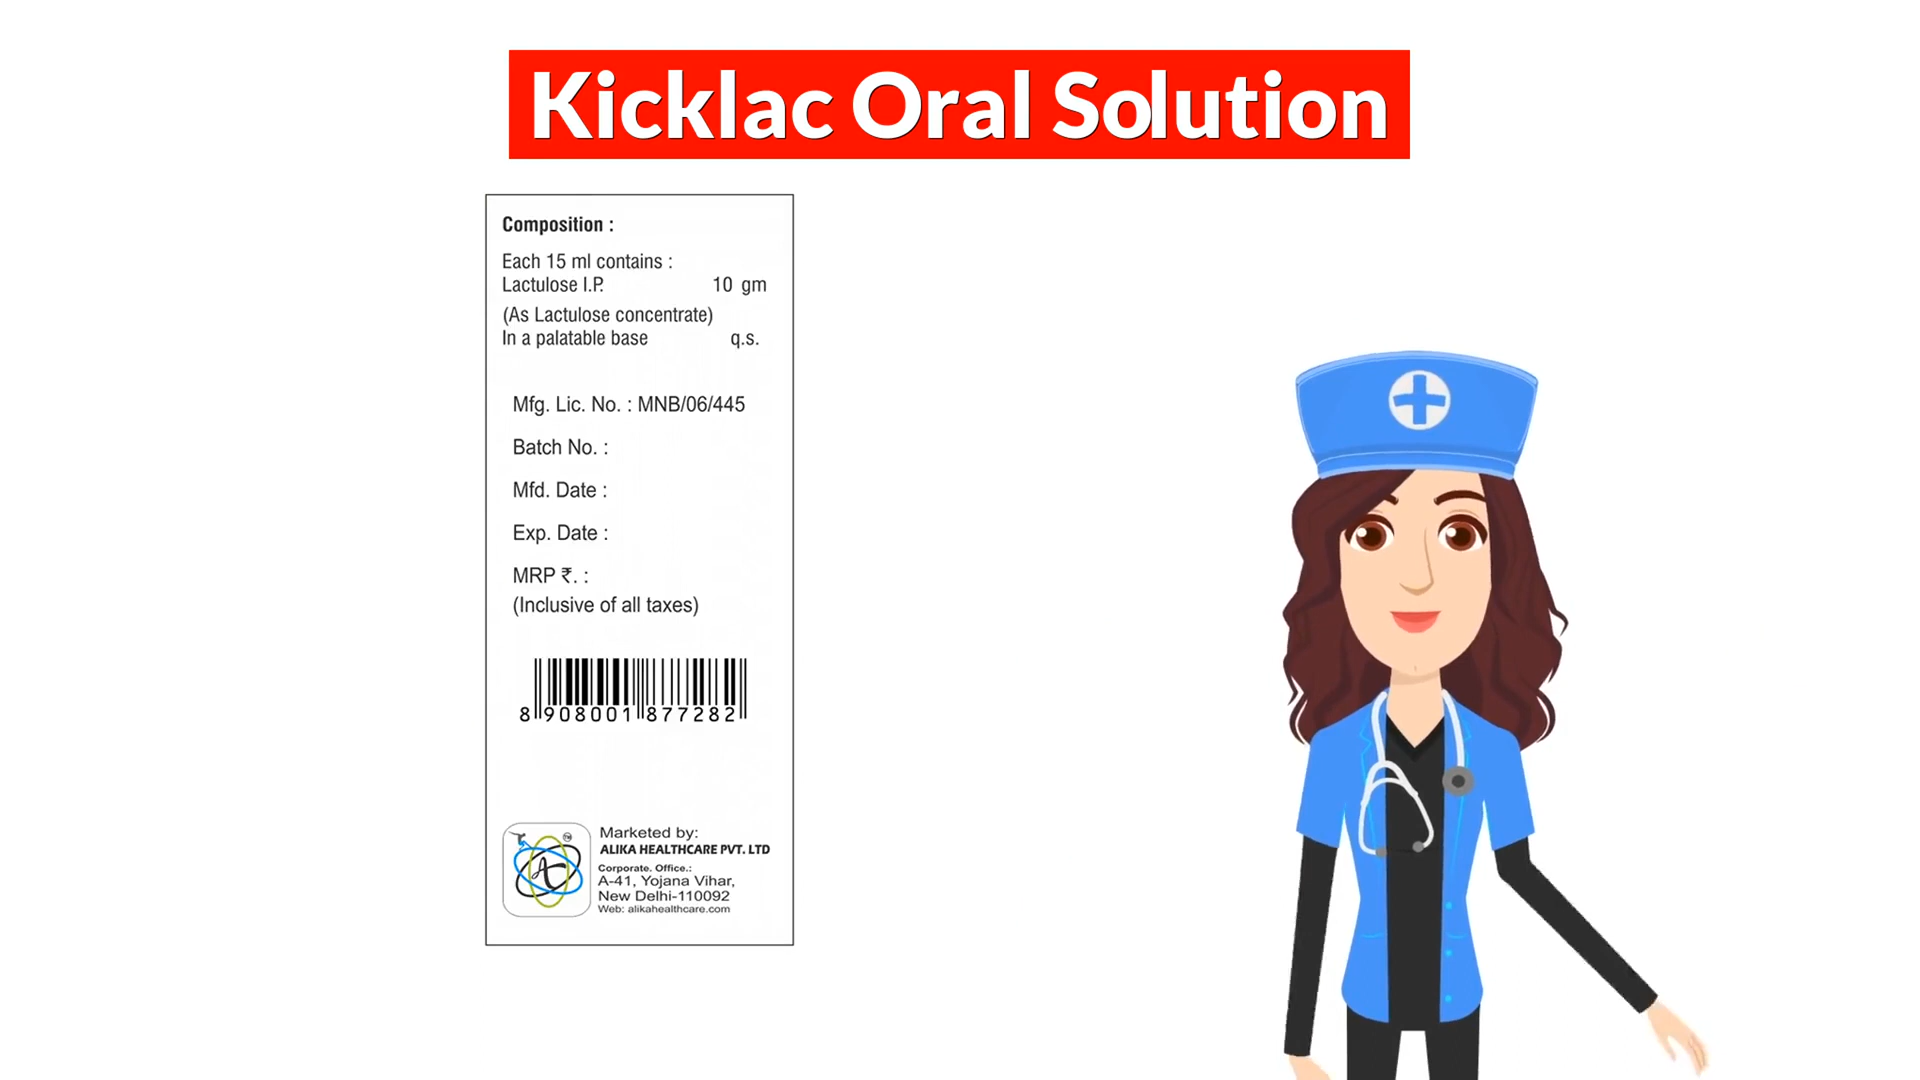 Kicklac Oral Solution
Composition :
Each 15 ml contains :
Lactulose I.P. 10 gm
(As Lactulose concentrate)
In a palatable base q.s.
Mfg. Lic. No. : MNB/06/445
Batch No. :
Mfd. Date :
Exp. Date :
MRP ₹. :
(Inclusive of all taxes)
8 908001 877282
TM
Marketed by:
ALIKA HEALTHCARE PVT. LTD
Corporate. Office.:
A-41, Yojana Vihar,
New Delhi-110092
Web: alikahealthcare.com